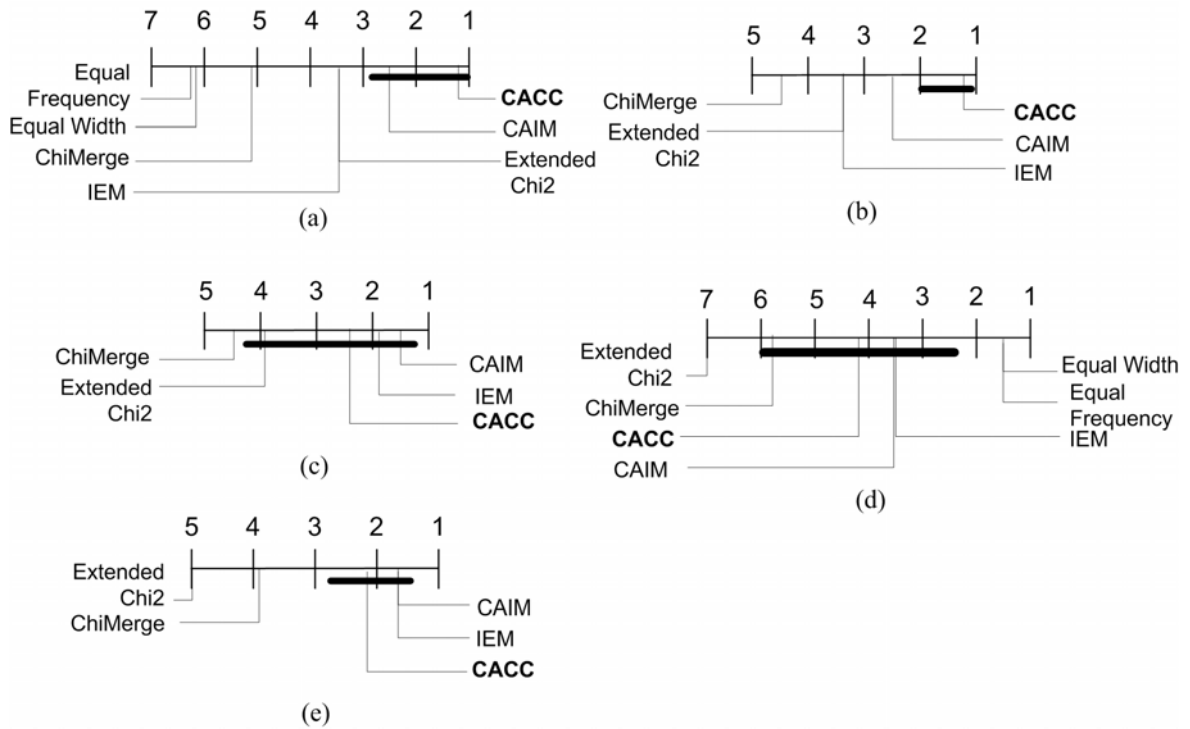 7 6 5 4 3 2 1
Equal
Frequency
Equal Width
ChiMerge
IEM
CACC
CAIM
Extended
Chi2
(a)
5 4 3 2 1
ChiMerge
Extended
Chi2
CACC
CAIM
IEM
(b)
5 4 3 2 1
ChiMerge
Extended
Chi2
CAIM
IEM
CACC
(c)
7 6 5 4 3 2 1
Extended
Chi2
ChiMerge
CACC
CAIM
Equal Width
Equal
Frequency
IEM
(d)
5 4 3 2 1
Extended
Chi2
ChiMerge
CAIM
IEM
CACC
(e)